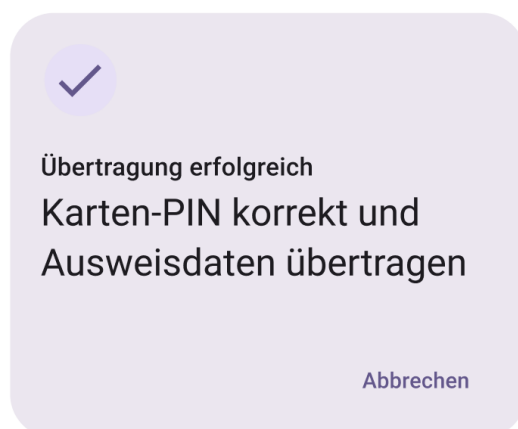 Übertragung erfolgreich
Karten-PIN korrekt und
Ausweisdaten übertragen
Abbrechen